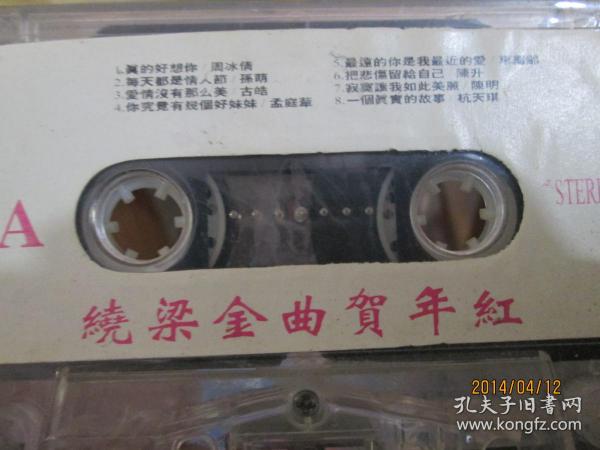 1.眞的好想你／周冰倩
2.每天都是情人節／孫萌
3.愛情沒有那么美／古皓
4.你究竟有幾個好妹妹／孟庭葦
5.最遠的你是我最近的愛／
6.把悲傷留給自己／陳升
7.寂寞讓我如此美麗／陳明
8.一個眞實的故事／杭天琪
A
STERE
繞梁金曲賀年紅
2014/04/12
孔夫子旧書网
www.kongfz.com